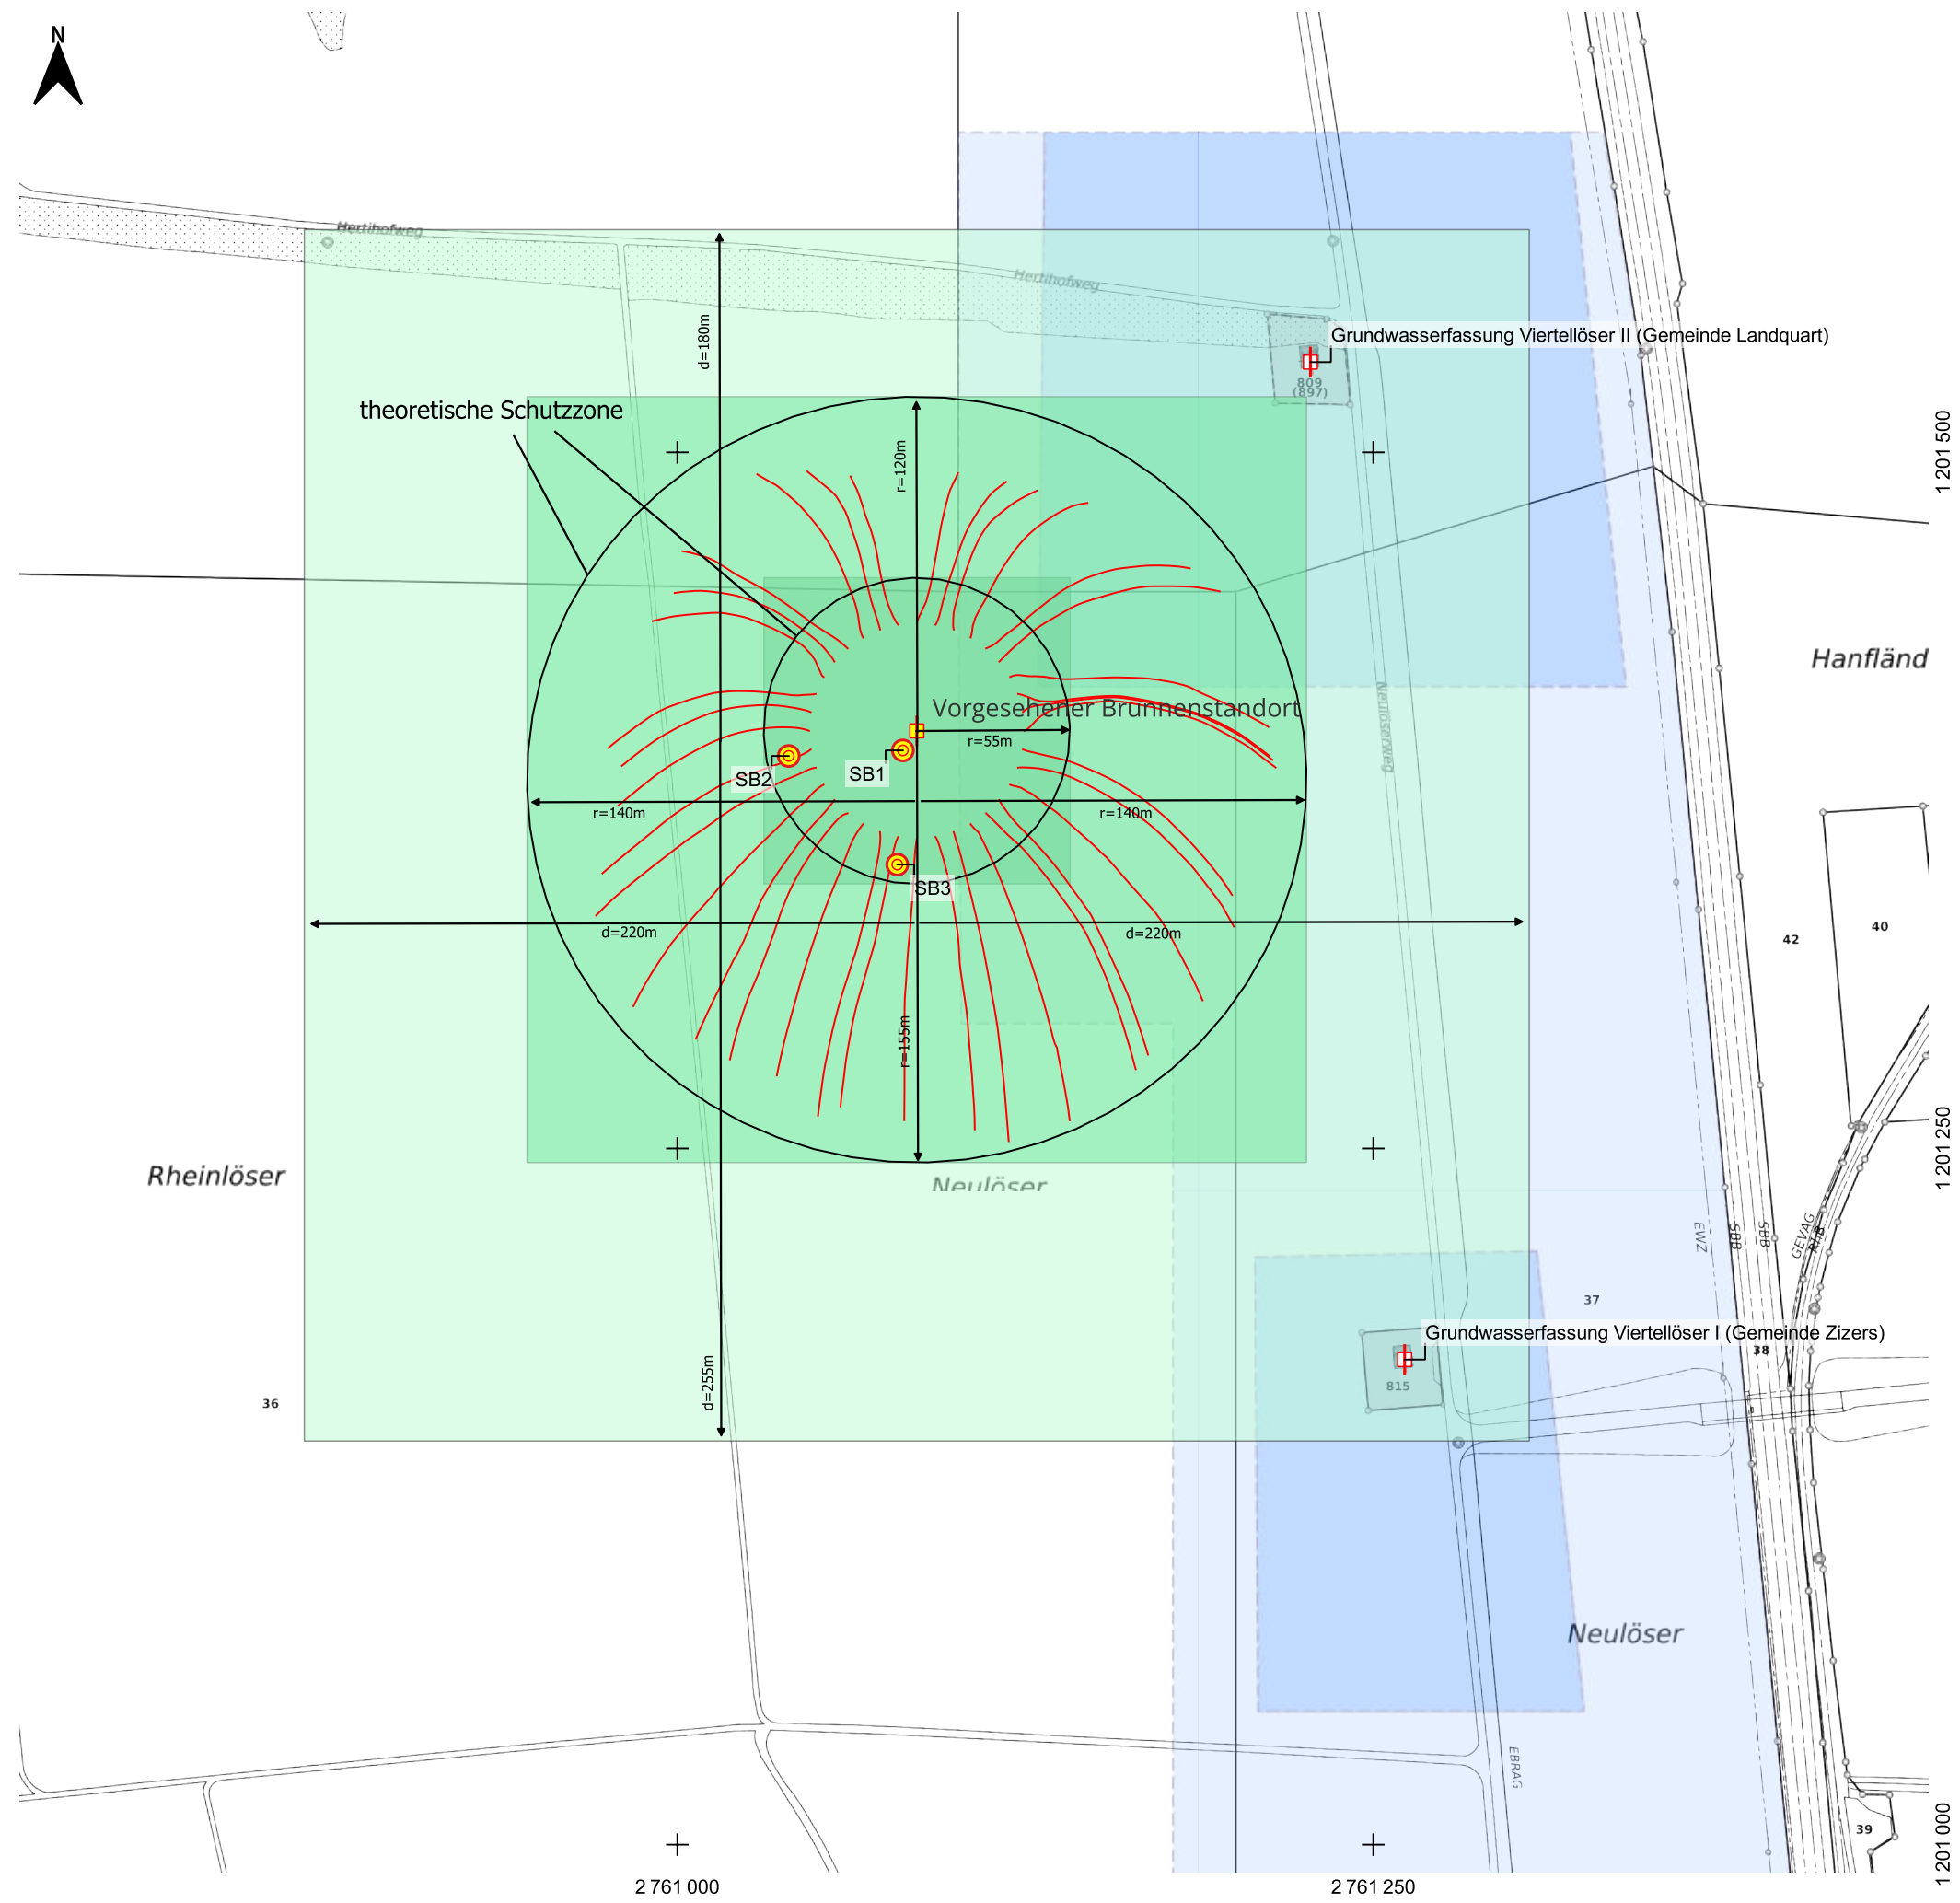 N
Hertihofweg
Hertihofweg
d=180m
Grundwasserfassung Viertellöser II (Gemeinde Landquart)
809
(897)
theoretische Schutzzone
r=120m
1 201 500
Hanfländ
Neulöserweg
Vorgesehener Brunnenstandort
r=55m
SB2
SB1
r=140m
r=140m
SB3
d=220m
d=220m
42
40
r=155m
1 201 250
Rheinlöser
Neulöser
EWZ
SBB
SBB
GEVAG
RhB
37
Grundwasserfassung Viertellöser I (Gemeinde Zizers)
38
815
d=255m
36
Neulöser
EBRAG
39
1 201 000
2 761 000
2 761 250